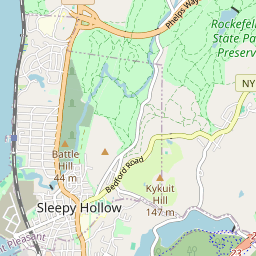 Phelps Way
Rockefel
State Pa
Preserv
NY
Battle
Hill
44 m
Bedford Road
Kykuit
Hill
147 m
Sleepy Hollow
t Pleasant